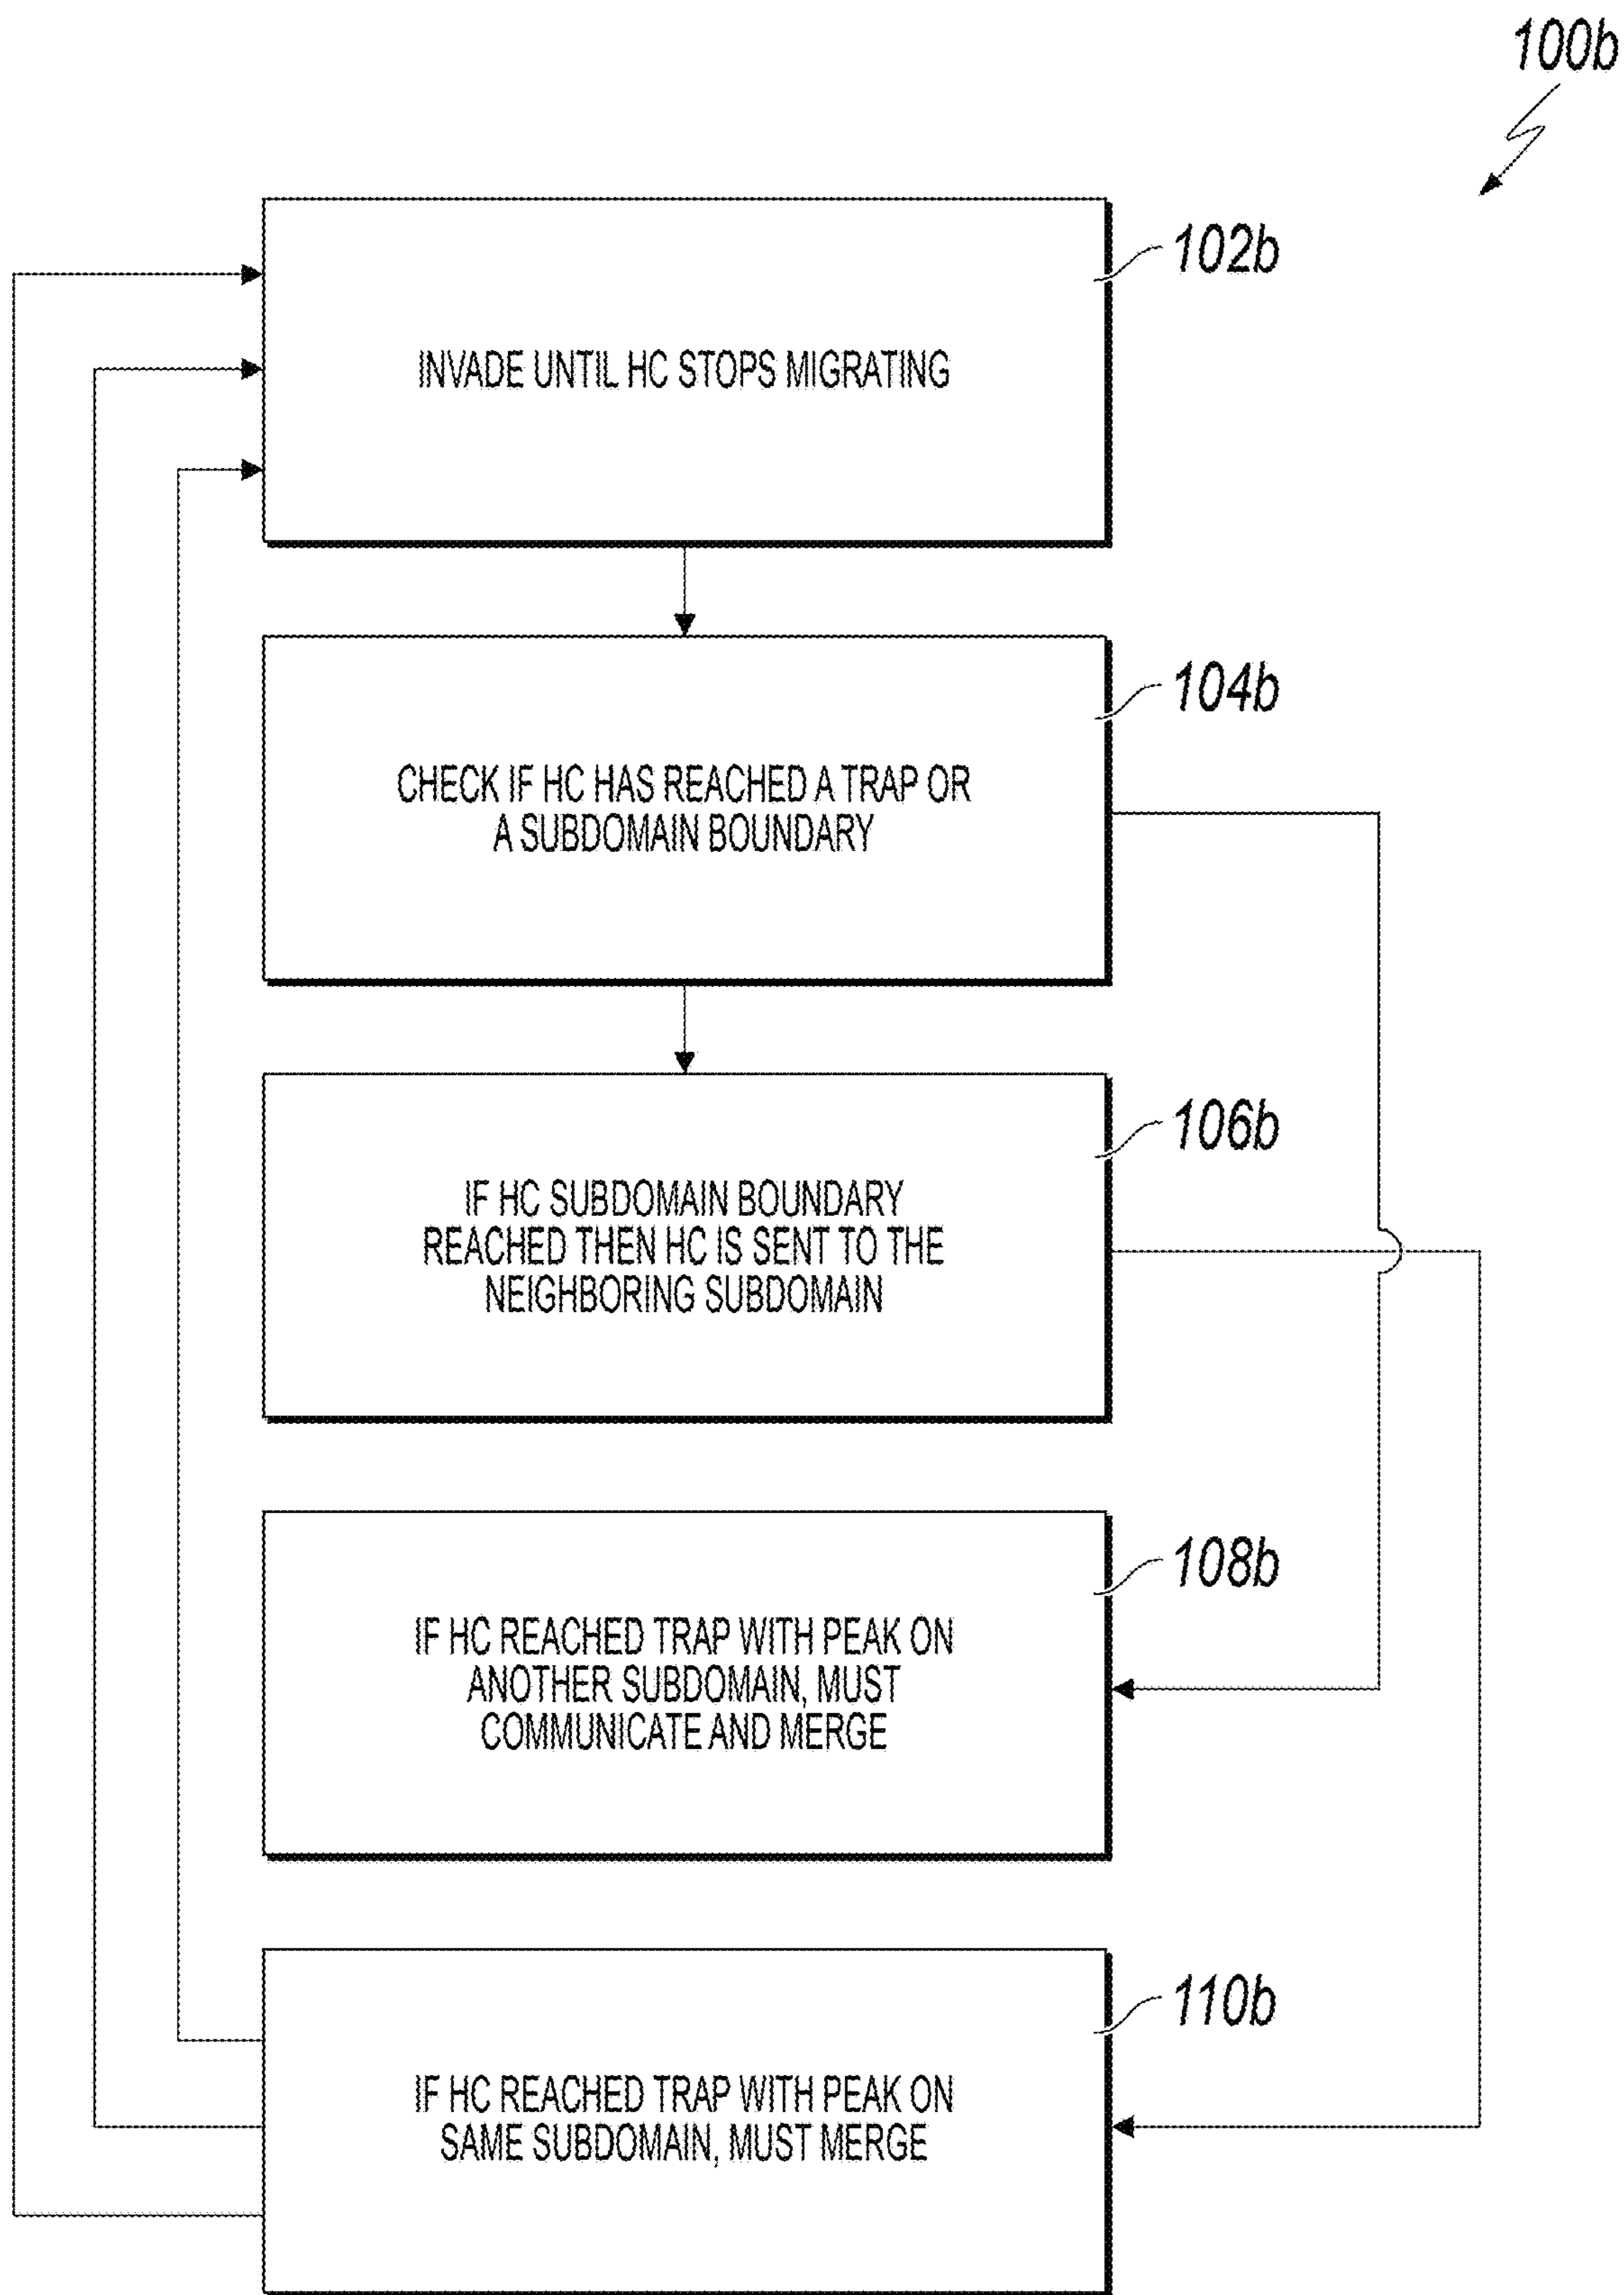 100b
102b
INVADE UNTIL HC STOPS MIGRATING
104b
CHECK IF HC HAS REACHED A TRAP OR
A SUBDOMAIN BOUNDARY
106b
IF HC SUBDOMAIN BOUNDARY
REACHED THEN HC IS SENT TO THE
NEIGHBORING SUBDOMAIN
108b
IF HC REACHED TRAP WITH PEAK ON
ANOTHER SUBDOMAIN, MUST
COMMUNICATE AND MERGE
110b
IF HC REACHED TRAP WITH PEAK ON
SAME SUBDOMAIN, MUST MERGE